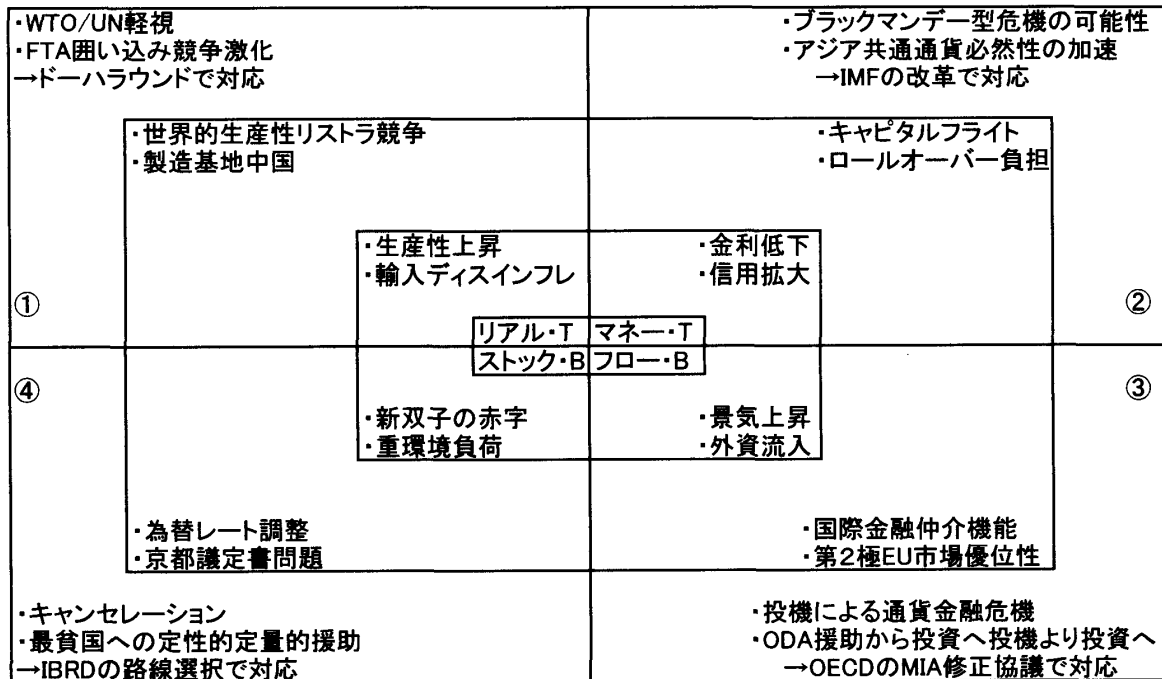 ・WTO/UN軽視
・FTA囲い込み競争激化
→ドーハラウンドで対応
・ブラックマンデー型危機の可能性
・アジア共通通貨必然性の加速
→IMFの改革で対応
・世界的生産性リストラ競争
・製造基地中国
・キャピタルフライト
・ロールオーバー負担
・生産性上昇
・輸入ディスインフレ
・金利低下
・信用拡大
①
②
リアル・T
マネー・T
ストック・B
フロー・B
④
③
・新双子の赤字
・重環境負荷
・景気上昇
・外資流入
・為替レート調整
・京都議定書問題
・国際金融仲介機能
・第2極EU市場優位性
・キャンセレーション
・最貧国への定性的定量的援助
→IBRDの路線選択で対応
・投機による通貨金融危機
・ODA援助から投資へ投機より投資へ
→OECDのMIA修正協議で対応